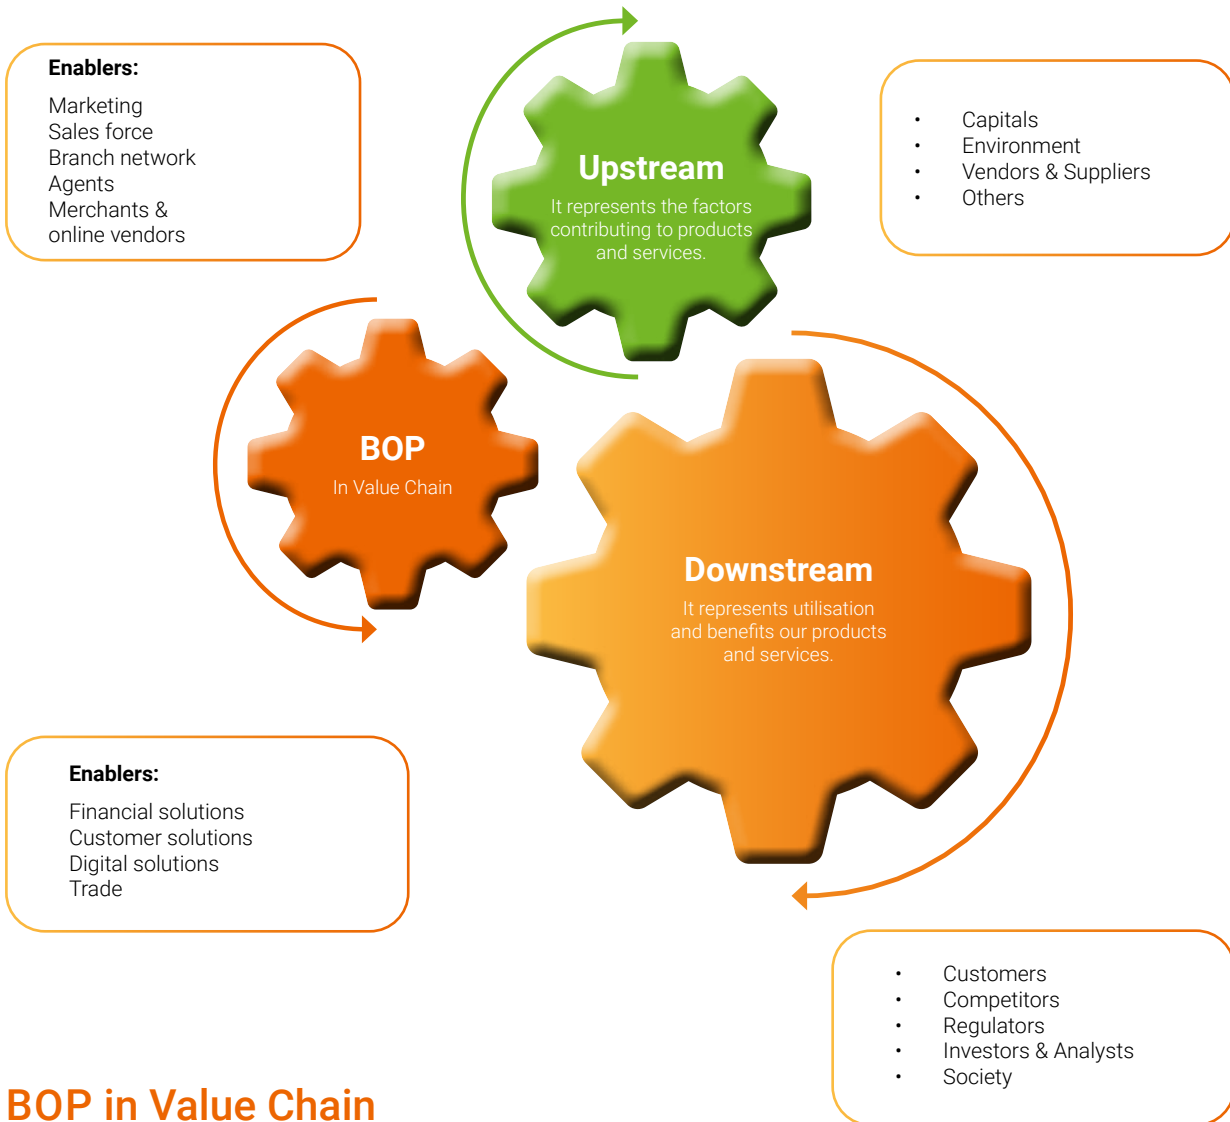 Enablers:
Marketing
Sales force
Branch network
Agents
Merchants &
online vendors
Upstream
It represents the factors
contributing to products
and services.
• Capitals
• Environment
• Vendors & Suppliers
• Others
BOP
In Value Chain
Downstream
It represents utilisation
and benefits our products
and services.
Enablers:
Financial solutions
Customer solutions
Digital solutions
Trade
• Customers
• Competitors
• Regulators
• Investors & Analysts
• Society
BOP in Value Chain